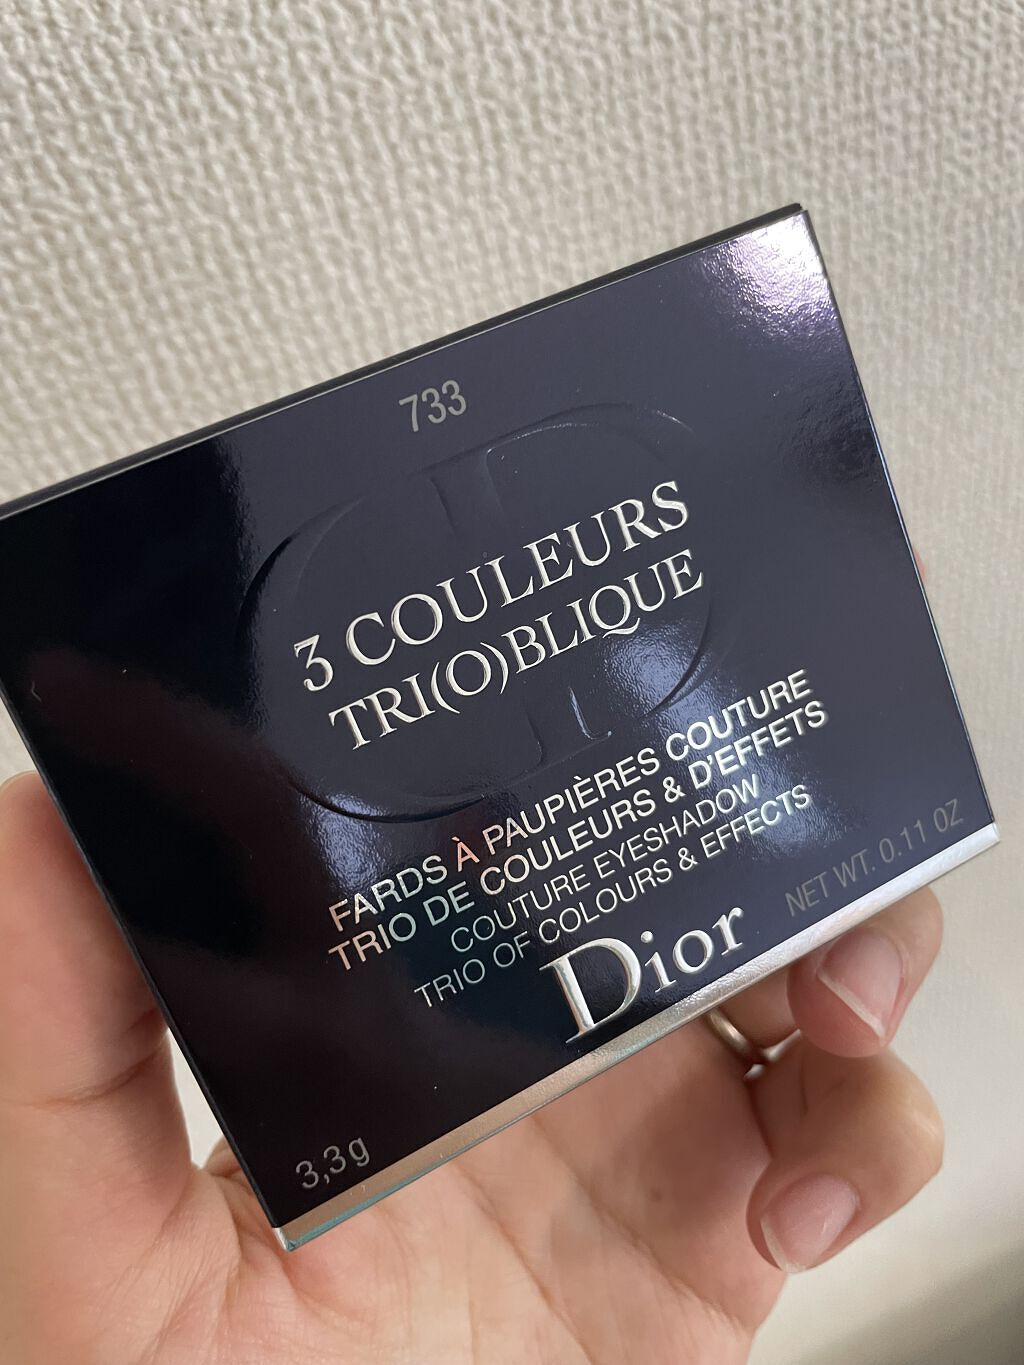 733
3 COULEURS
TRI(O)BLIQUE
FARDS À PAUPIÈRES COUTURE
TRIO DE COULEURS & D'EFFETS
COUTURE EYESHADOW
TRIO OF COLOURS & EFFECTS
Dior
NET WT. 0.11 OZ
3,3g